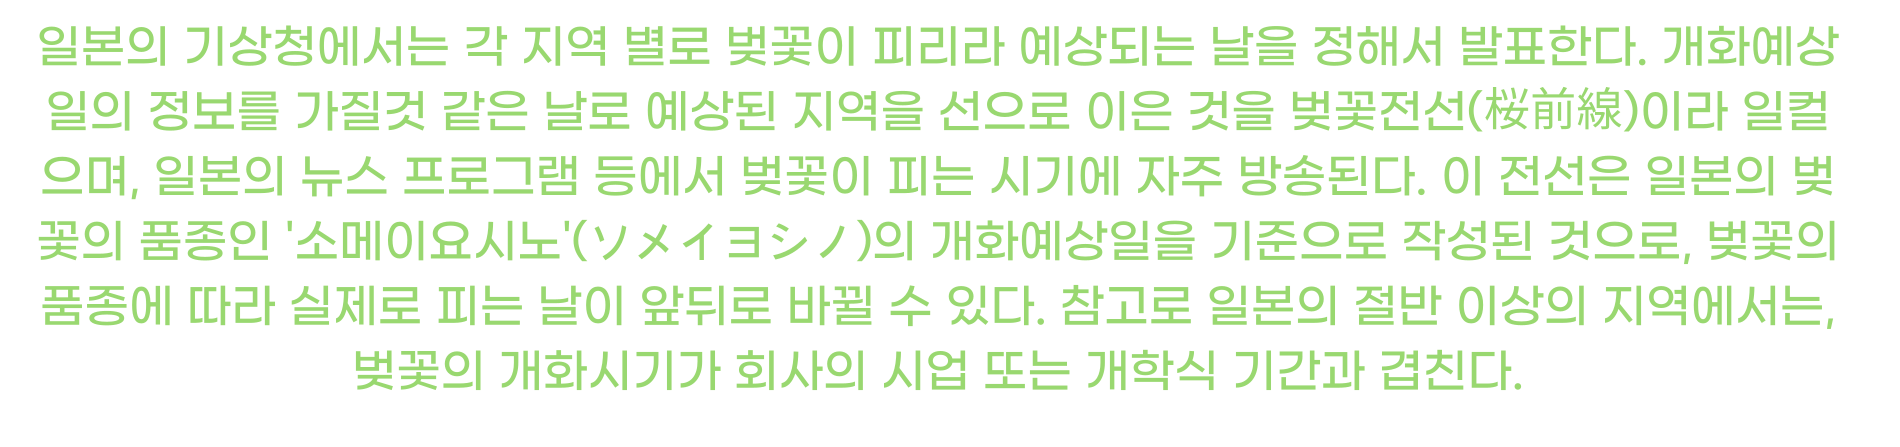 일본의 기상청에서는 각 지역 별로 벚꽃이 피리라 예상되는 날을 정해서 발표한다. 개화예상
일의 정보를 가질것 같은 날로 예상된 지역을 선으로 이은 것을 벚꽃전선(桜前線)이라 일컬
으며, 일본의 뉴스 프로그램 등에서 벚꽃이 피는 시기에 자주 방송된다. 이 전선은 일본의 벚
꽃의 품종인 '소메이요시노'(ソメイヨシノ)의 개화예상일을 기준으로 작성된 것으로, 벚꽃의
품종에 따라 실제로 피는 날이 앞뒤로 바뀔 수 있다. 참고로 일본의 절반 이상의 지역에서는,
벚꽃의 개화시기가 회사의 시업 또는 개학식 기간과 겹친다.